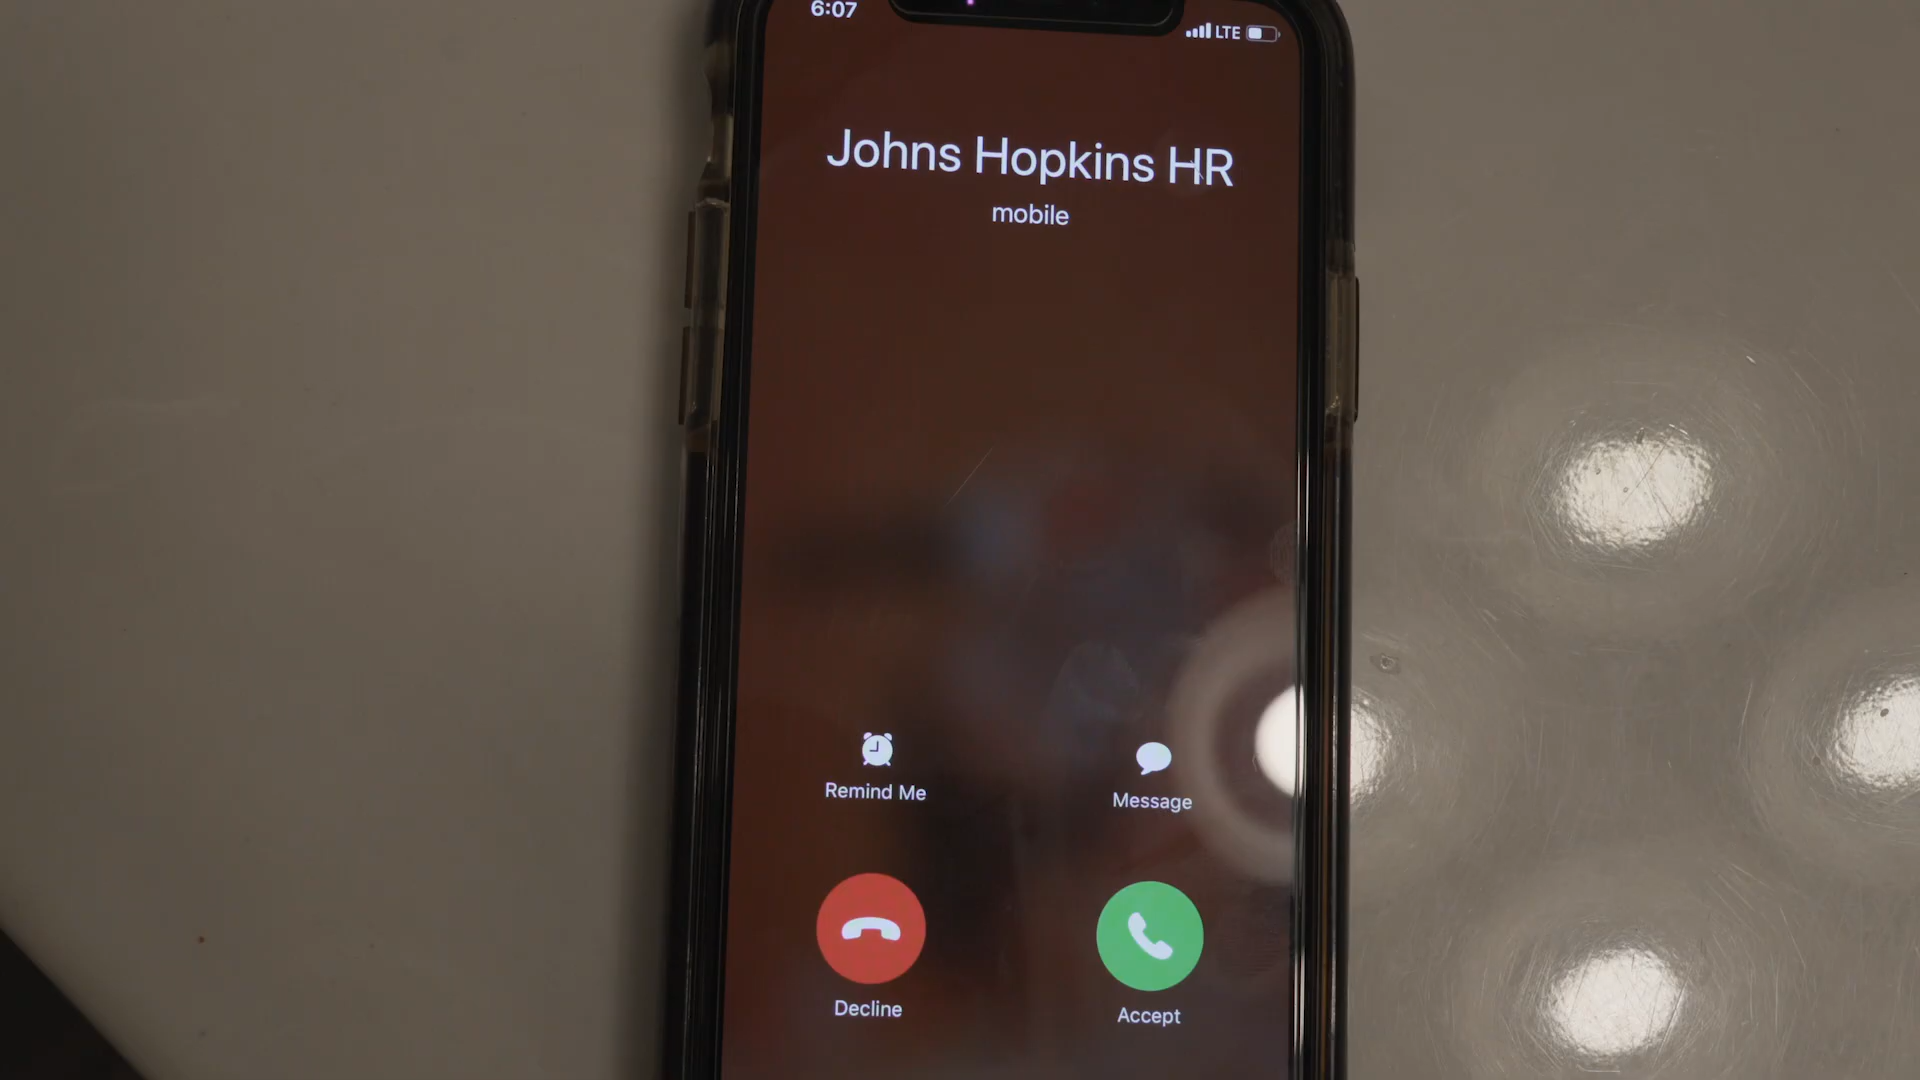 6:07
LTE
Johns Hopkins HR
mobile
Remind Me
Message
Decline
Accept